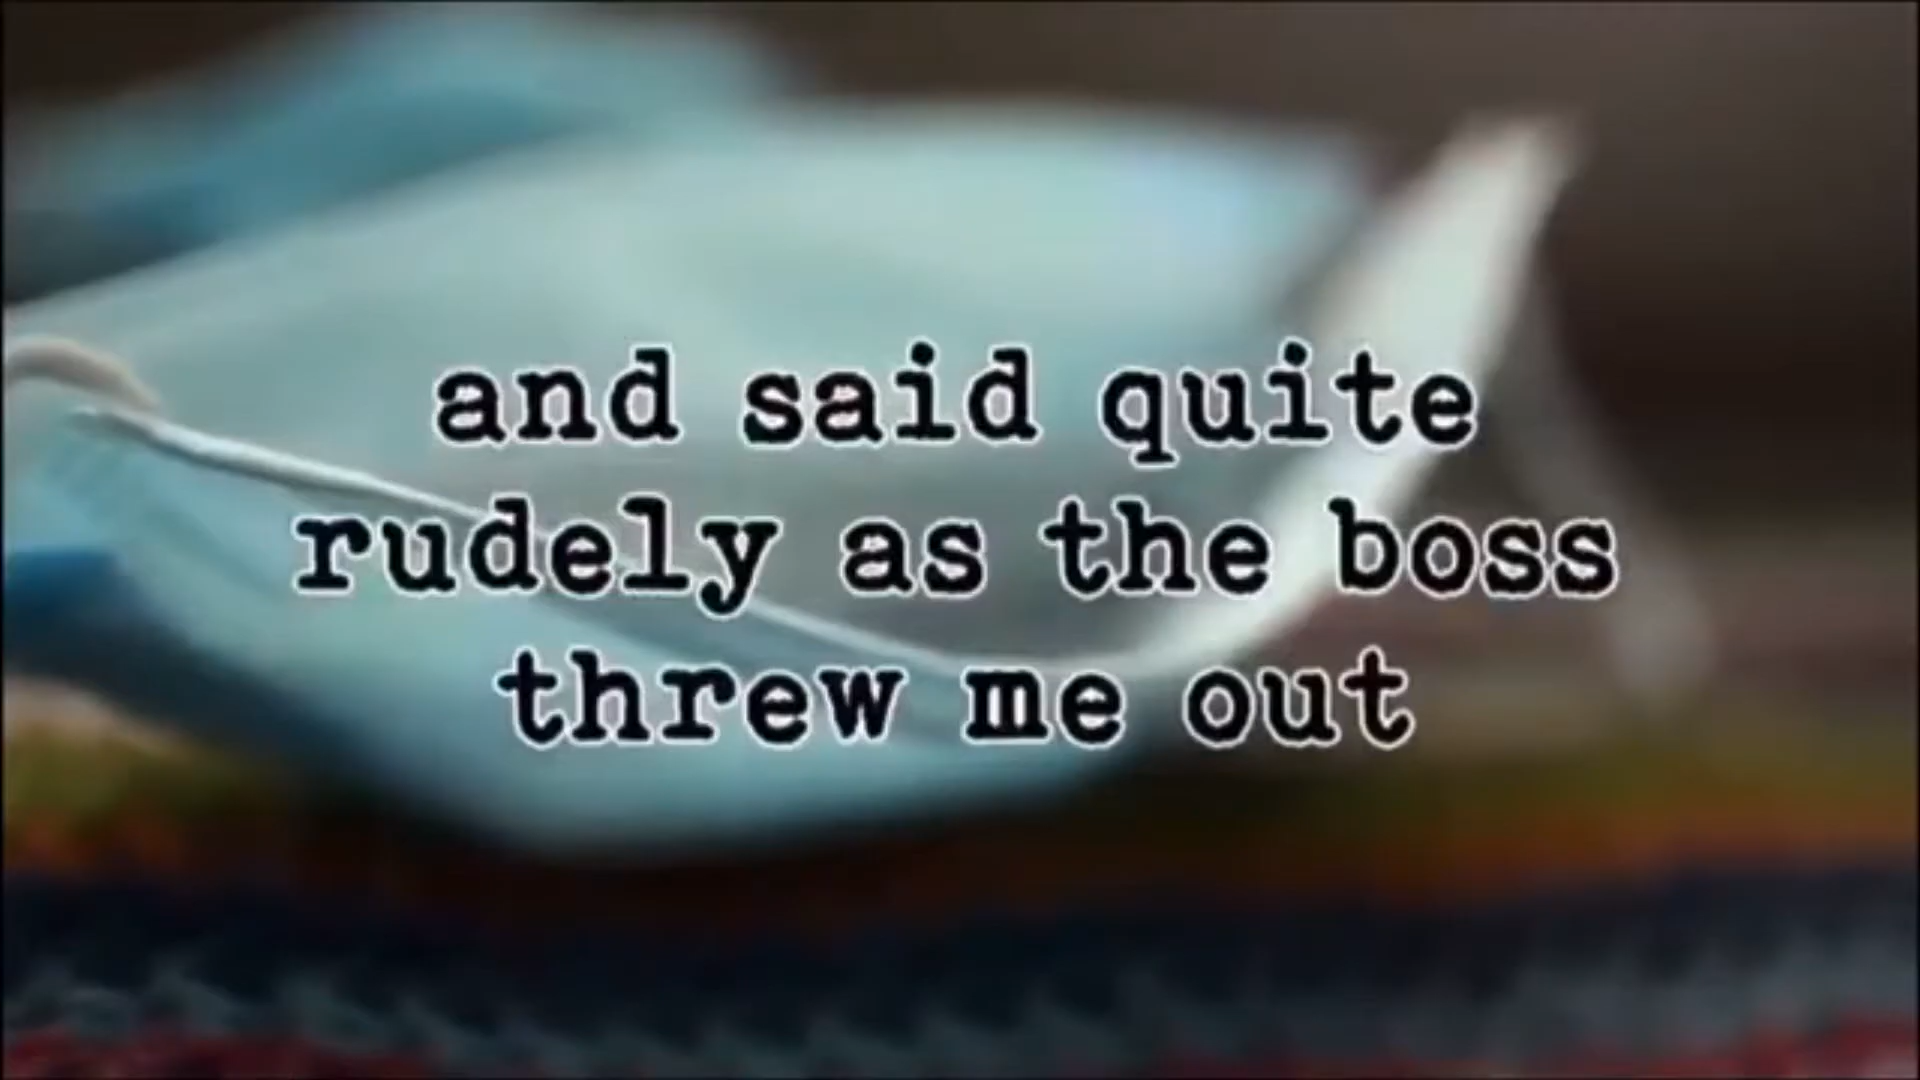 and said quite
rudely as the boss
threw me out